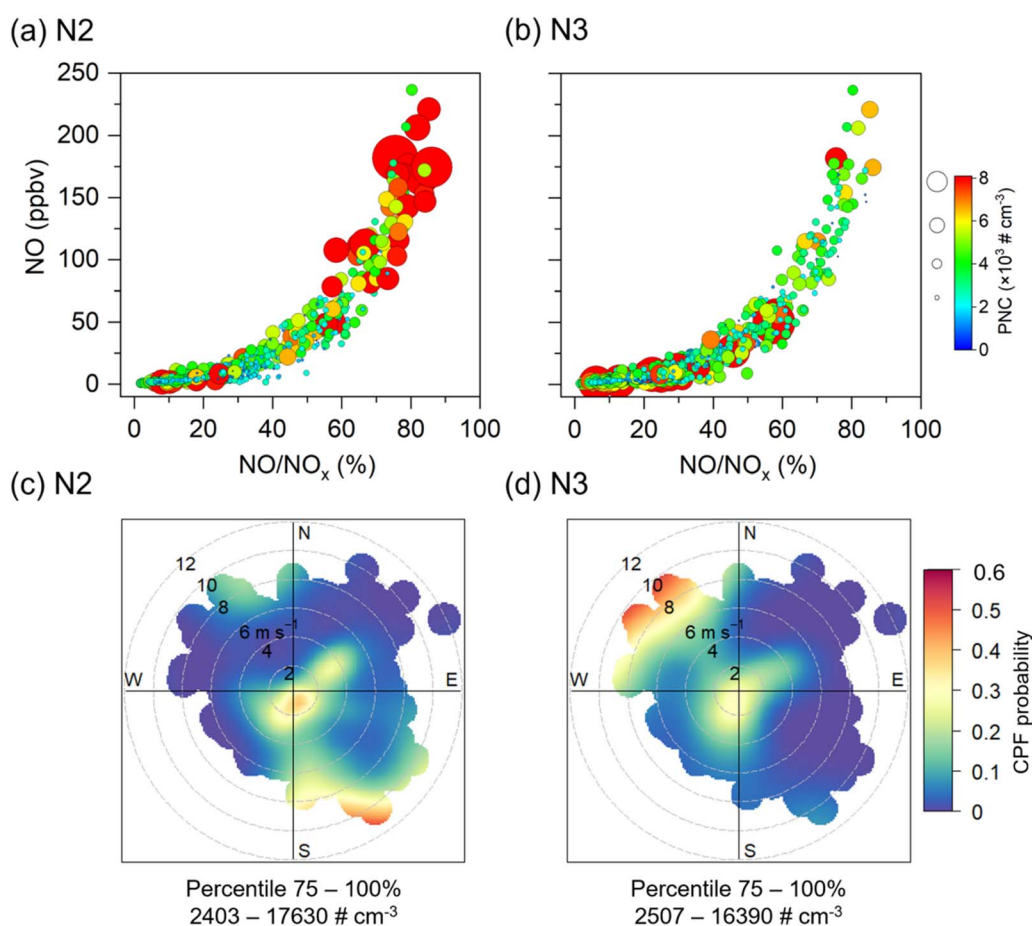 (a) N2
(b) N3
NO (ppbv)
250
200
150
100
50
0
0 20 40 60 80 100
0 20 40 60 80 100
NO/NOₓ (%)
NO/NOₓ (%)
8
6
4
2
0
PNC (×10³ # cm⁻³)
(c) N2
(d) N3
N
12
10
8
6 m s⁻¹
4
2
W
E
S
N
12
10
8
6 m s⁻¹
4
2
W
E
S
0.6
0.5
0.4
0.3
0.2
0.1
0
CPF probability
Percentile 75 – 100%
2403 – 17630 # cm⁻³
Percentile 75 – 100%
2507 – 16390 # cm⁻³